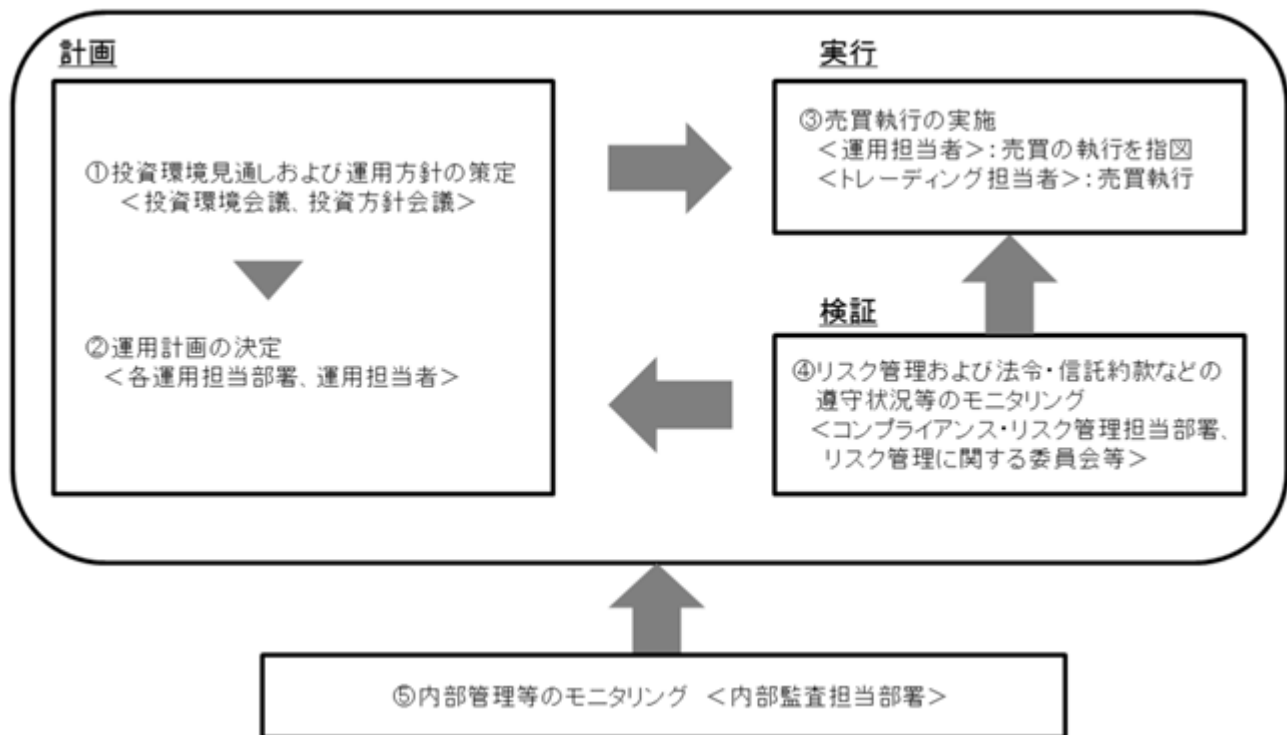 計画
①投資環境見通しおよび運用方針の策定
＜投資環境会議、投資方針会議＞
②運用計画の決定
＜各運用担当部署、運用担当者＞
実行
③売買執行の実施
＜運用担当者＞：売買の執行を指図
＜トレーディング担当者＞：売買執行
検証
④リスク管理および法令・信託約款などの
遵守状況等のモニタリング
＜コンプライアンス・リスク管理担当部署、
リスク管理に関する委員会等＞
⑤内部管理等のモニタリング ＜内部監査担当部署＞